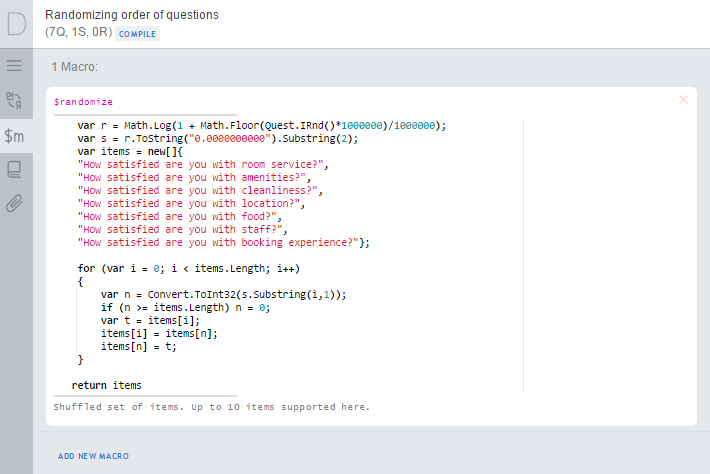 D
Randomizing order of questions
(7Q, 1S, 0R) COMPILE
1 Macro:
$m
$randomize
var r = Math.Log(1 + Math.Floor(Quest.IRnd()*1000000)/1000000);
var s = r.ToString("0.0000000000").Substring(2);
var items = new[]{
"How satisfied are you with room service?",
"How satisfied are you with amenities?",
"How satisfied are you with cleanliness?",
"How satisfied are you with location?",
"How satisfied are you with food?",
"How satisfied are you with staff?",
"How satisfied are you with booking experience?"};
for (var i = 0; i < items.Length; i++)
{
var n = Convert.ToInt32(s.Substring(i,1));
if (n >= items.Length) n = 0;
var t = items[i];
items[i] = items[n];
items[n] = t;
}
return items
Shuffled set of items. Up to 10 items supported here.
ADD NEW MACRO